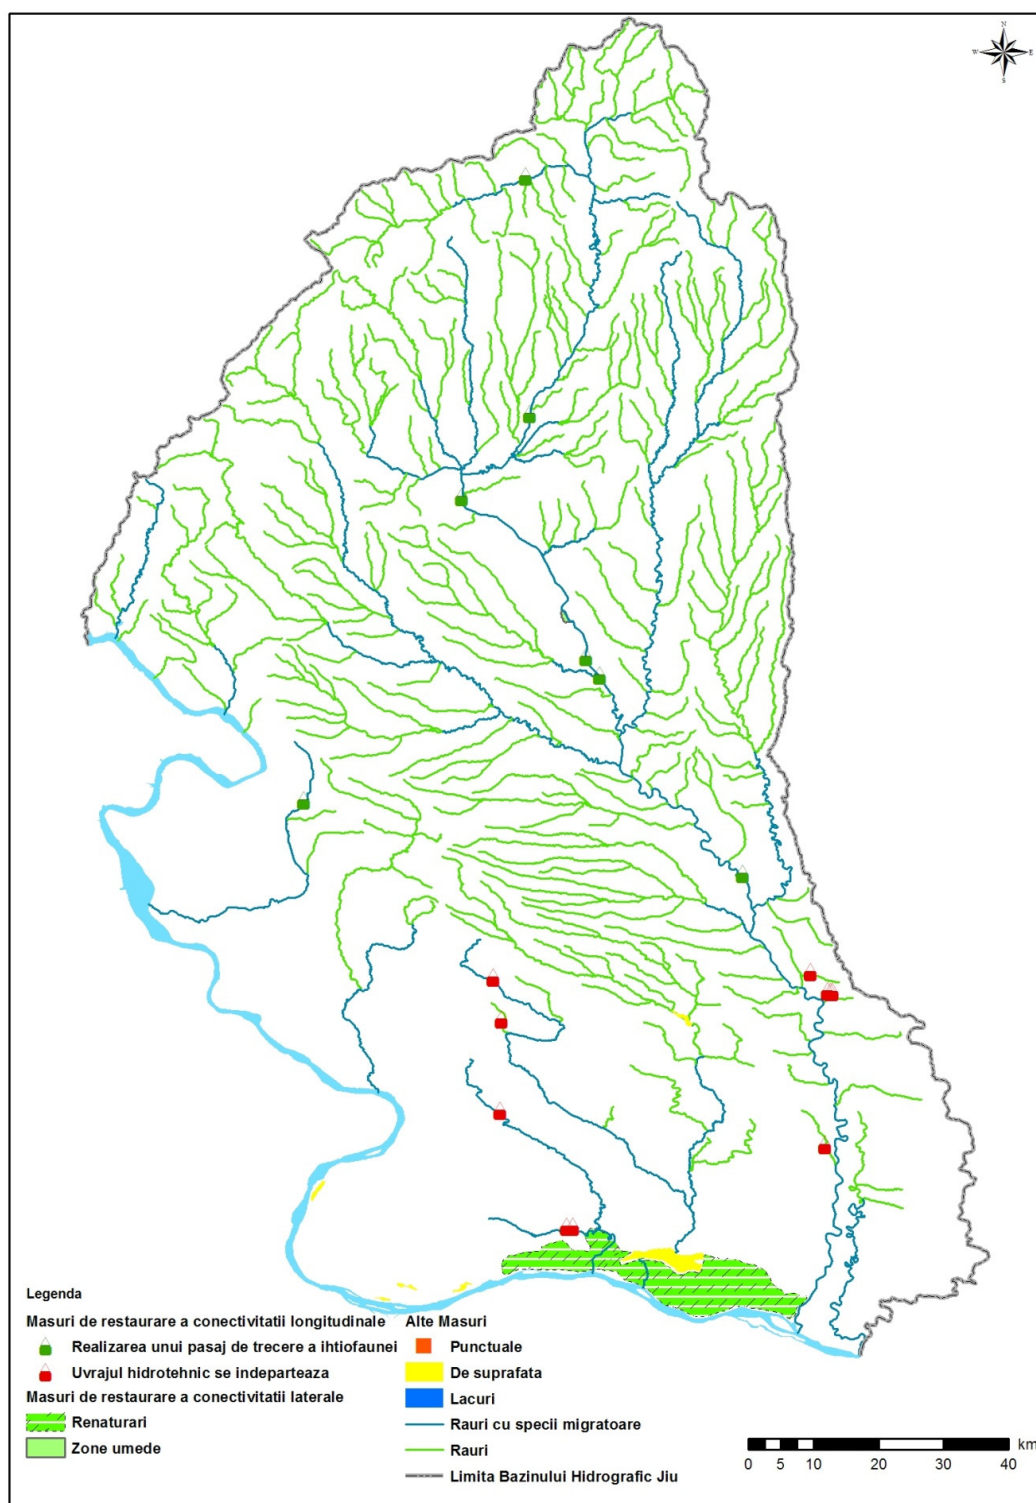 N
W E
S
Legenda
Masuri de restaurare a conectivitatii longitudinale
Realizarea unui pasaj de trecere a ihtiofaunei
Uvrajul hidrotehnic se indeparteaza
Masuri de restaurare a conectivitatii laterale
Renaturari
Zone umede
Alte Masuri
Punctuale
De suprafata
Lacuri
Rauri cu specii migratoare
Rauri
Limita Bazinului Hidrografic Jiu
km
0 5 10 20 30 40